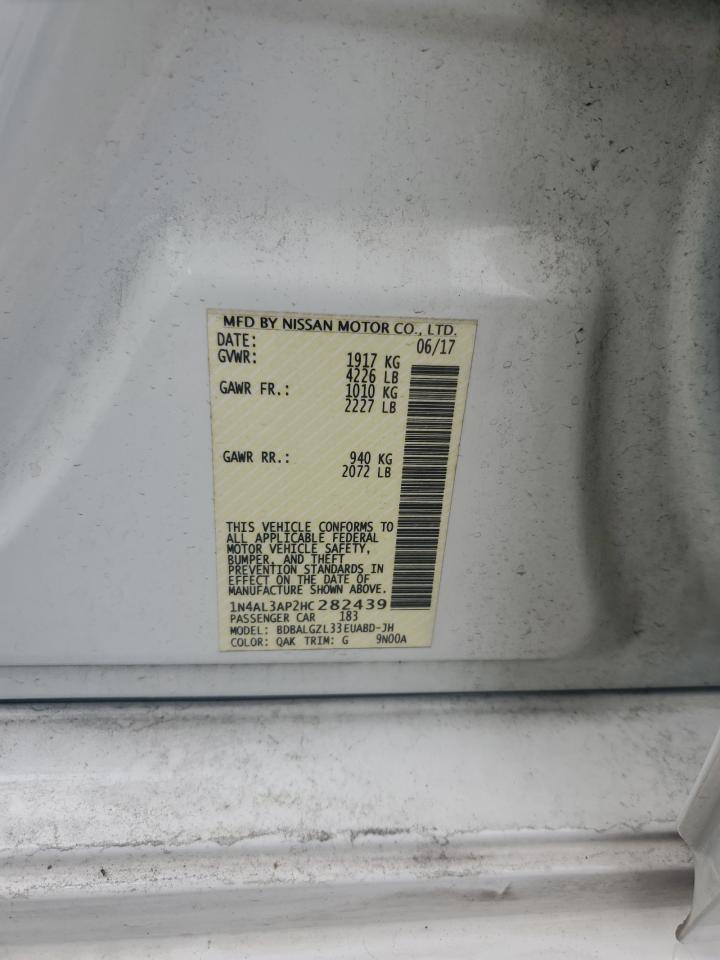 MFD BY NISSAN MOTOR CO., LTD.
DATE: 06/17
GVWR: 1917 KG
4226 LB
GAWR FR.: 1010 KG
2227 LB
GAWR RR.: 940 KG
2072 LB
THIS VEHICLE CONFORMS TO
ALL APPLICABLE FEDERAL
MOTOR VEHICLE SAFETY,
BUMPER, AND THEFT
PREVENTION STANDARDS IN
EFFECT ON THE DATE OF
MANUFACTURE SHOWN ABOVE.
1N4AL3AP2HC282439
PASSENGER CAR 183
MODEL: BDBALGZL33EUABD-JH
COLOR: QAK TRIM: G 9N00A